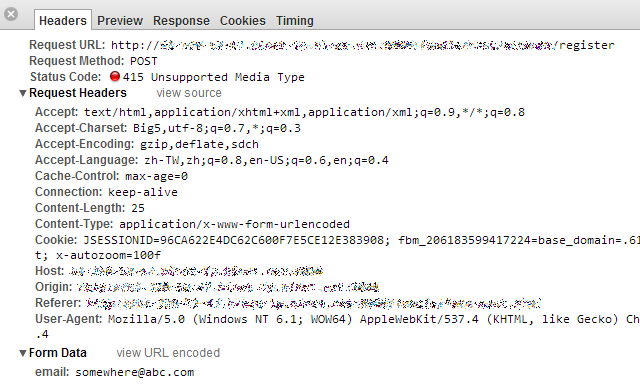 Headers Preview Response Cookies Timing
Request URL: http:// /register
Request Method: POST
Status Code: 415 Unsupported Media Type
Request Headers view source
Accept: text/html,application/xhtml+xml,application/xml;q=0.9,*/*;q=0.8
Accept-Charset: Big5,utf-8;q=0.7,*;q=0.3
Accept-Encoding: gzip,deflate,sdch
Accept-Language: zh-TW,zh;q=0.8,en-US;q=0.6,en;q=0.4
Cache-Control: max-age=0
Connection: keep-alive
Content-Length: 25
Content-Type: application/x-www-form-urlencoded
Cookie: JSESSIONID=96CA622E4DC62C600F7E5CE12E383908; fbm_206183599417224=base_domain=.61
t; x-autozoom=100f
Host:
Origin:
Referer:
User-Agent: Mozilla/5.0 (Windows NT 6.1; WOW64) AppleWebKit/537.4 (KHTML, like Gecko) Ch
.4
Form Data view URL encoded
email: somewhere@abc.com